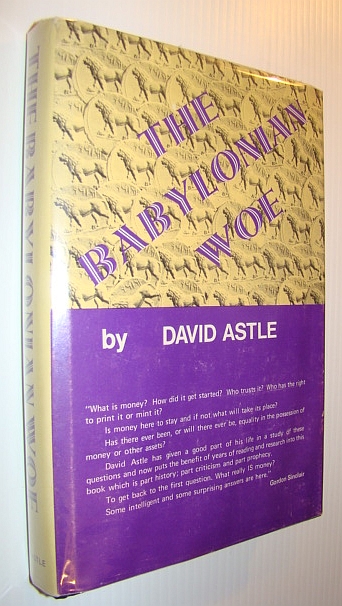 THE BABYLONIAN WOE
THE
BABYLONIAN
WOE
by DAVID ASTLE
"What is money? How did it get started? Who trusts it? Who has the right
to print it or mint it?
Is money here to stay and if not what will take its place?
Has there ever been, or will there ever be, equality in the possession of
money or other assets?
David Astle has given a good part of his life in a study of these
questions and now puts the benefit of years of reading and research into this
book which is part history; part criticism and part prophecy.
To get back to the first question. What really IS money?
Some intelligent and some surprising answers are here."
Gordon Sinclair
ASTLE